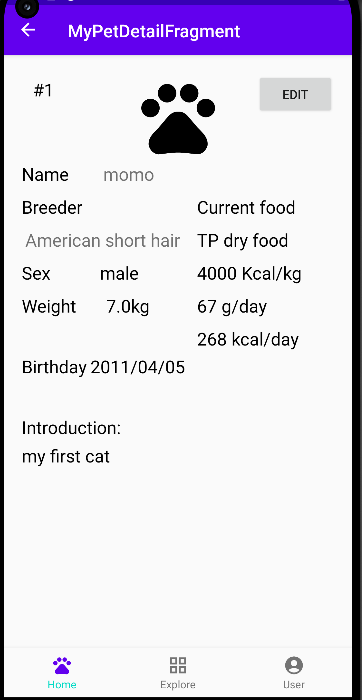 MyPetDetailFragment
#1
EDIT
Name momo
Breeder Current food
American short hair TP dry food
Sex male 4000 Kcal/kg
Weight 7.0kg 67 g/day
268 kcal/day
Birthday 2011/04/05
Introduction:
my first cat
Home Explore User